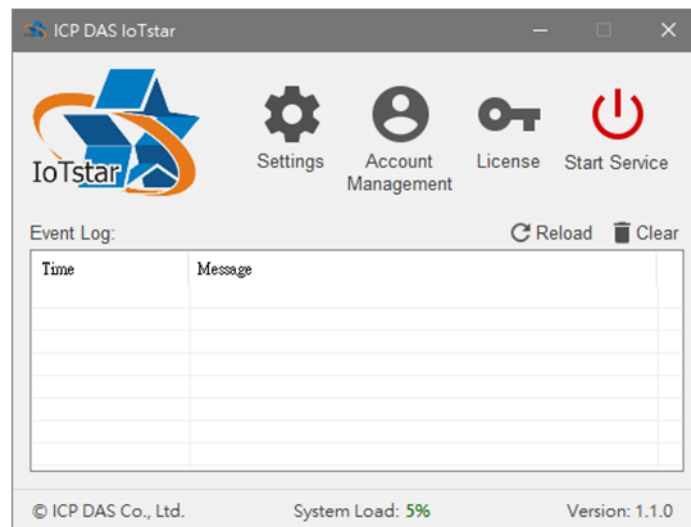 ICP DAS IoTstar
IoTstar
Settings
Account
Management
License
Start Service
Event Log:
Reload
Clear
Time
Message
© ICP DAS Co., Ltd.
System Load: 5%
Version: 1.1.0